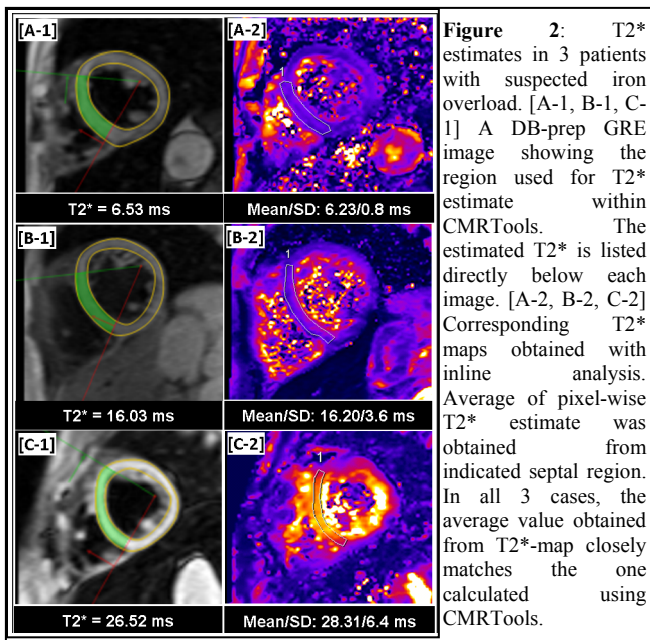 [A-1]
[A-2]
1
T2* = 6.53 ms
Mean/SD: 6.23/0.8 ms
[B-1]
[B-2]
1
T2* = 16.03 ms
Mean/SD: 16.20/3.6 ms
[C-1]
[C-2]
1
T2* = 26.52 ms
Mean/SD: 28.31/6.4 ms
Figure 2: T2*
estimates in 3 patients
with suspected iron
overload. [A-1, B-1, C-
1] A DB-prep GRE
image showing the
region used for T2*
estimate within
CMRTools. The
estimated T2* is listed
directly below each
image. [A-2, B-2, C-2]
Corresponding T2*
maps obtained with
inline analysis.
Average of pixel-wise
T2* estimate was
obtained from
indicated septal region.
In all 3 cases, the
average value obtained
from T2*-map closely
matches the one
calculated using
CMRTools.